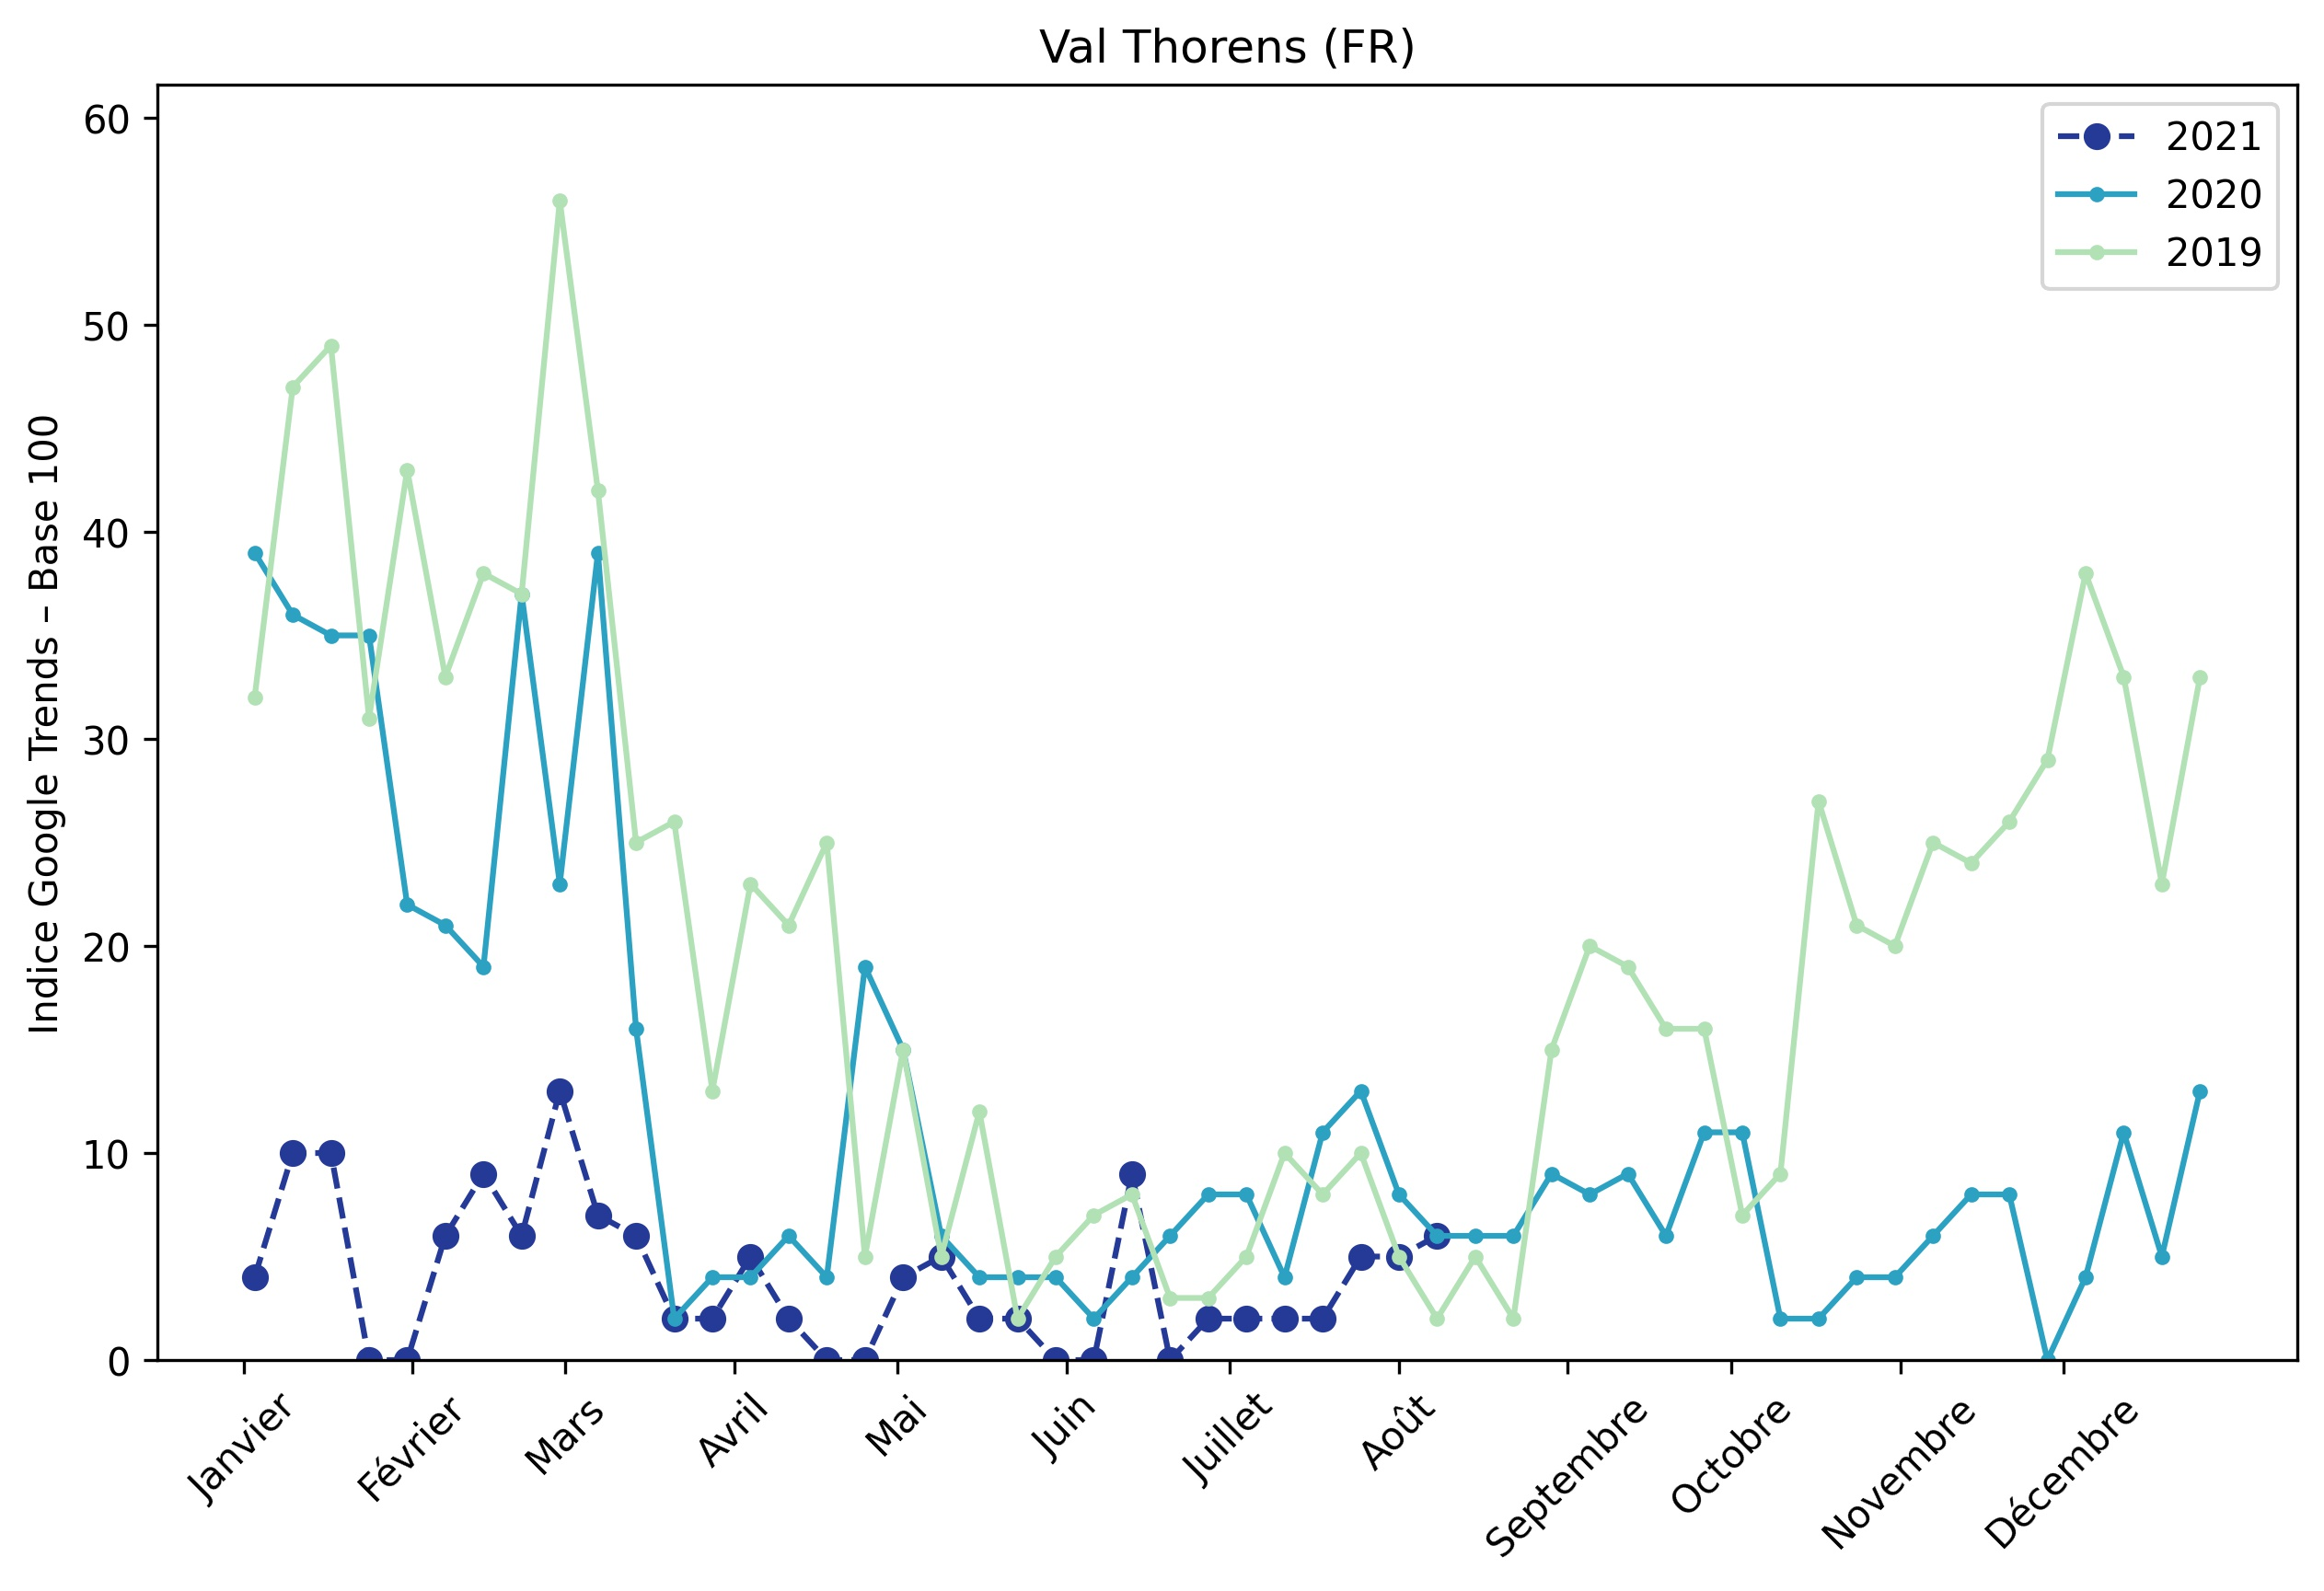 Val Thorens (FR)
Indice Google Trends – Base 100
60
50
40
30
20
10
0
2021
2020
2019
Janvier
Février
Mars
Avril
Mai
Juin
Juillet
Août
Septembre
Octobre
Novembre
Décembre